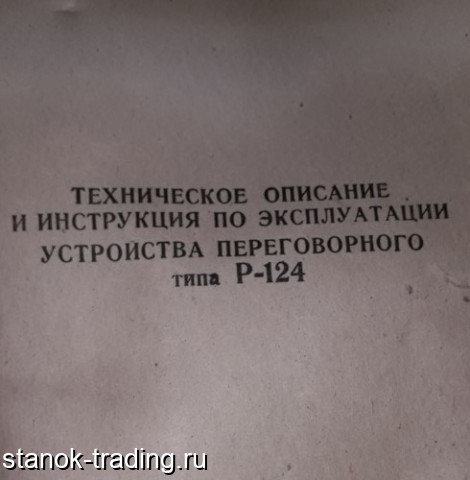 ТЕХНИЧЕСКОЕ ОПИСАНИЕ
И ИНСТРУКЦИЯ ПО ЭКСПЛУАТАЦИИ
УСТРОЙСТВА ПЕРЕГОВОРНОГО
типа Р-124
stanok-trading.ru